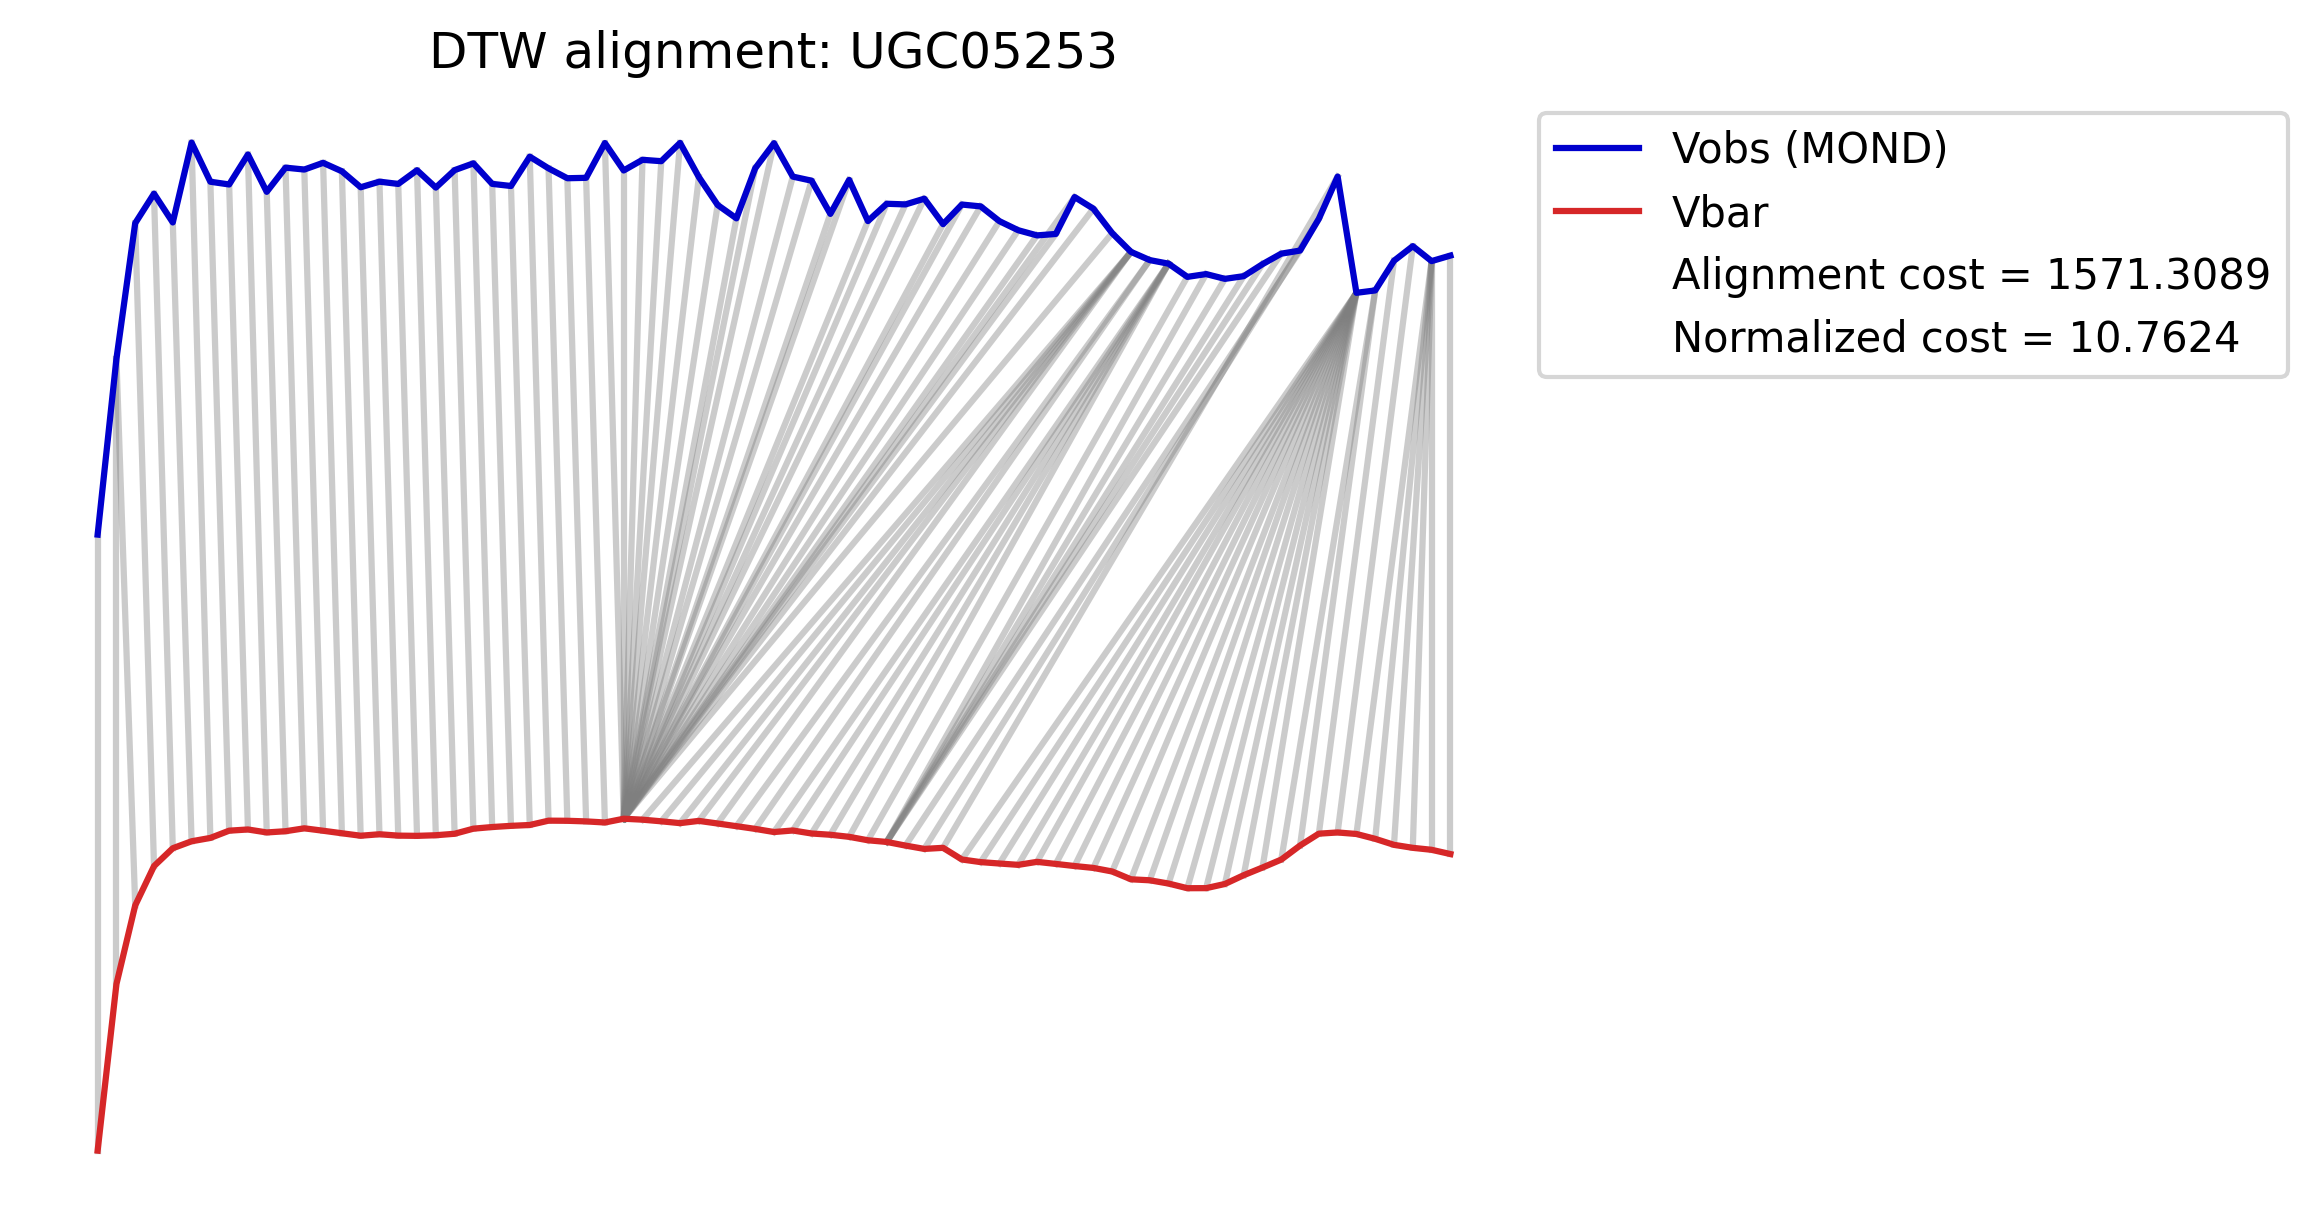 DTW alignment: UGC05253
Vobs (MOND)
Vbar
Alignment cost = 1571.3089
Normalized cost = 10.7624